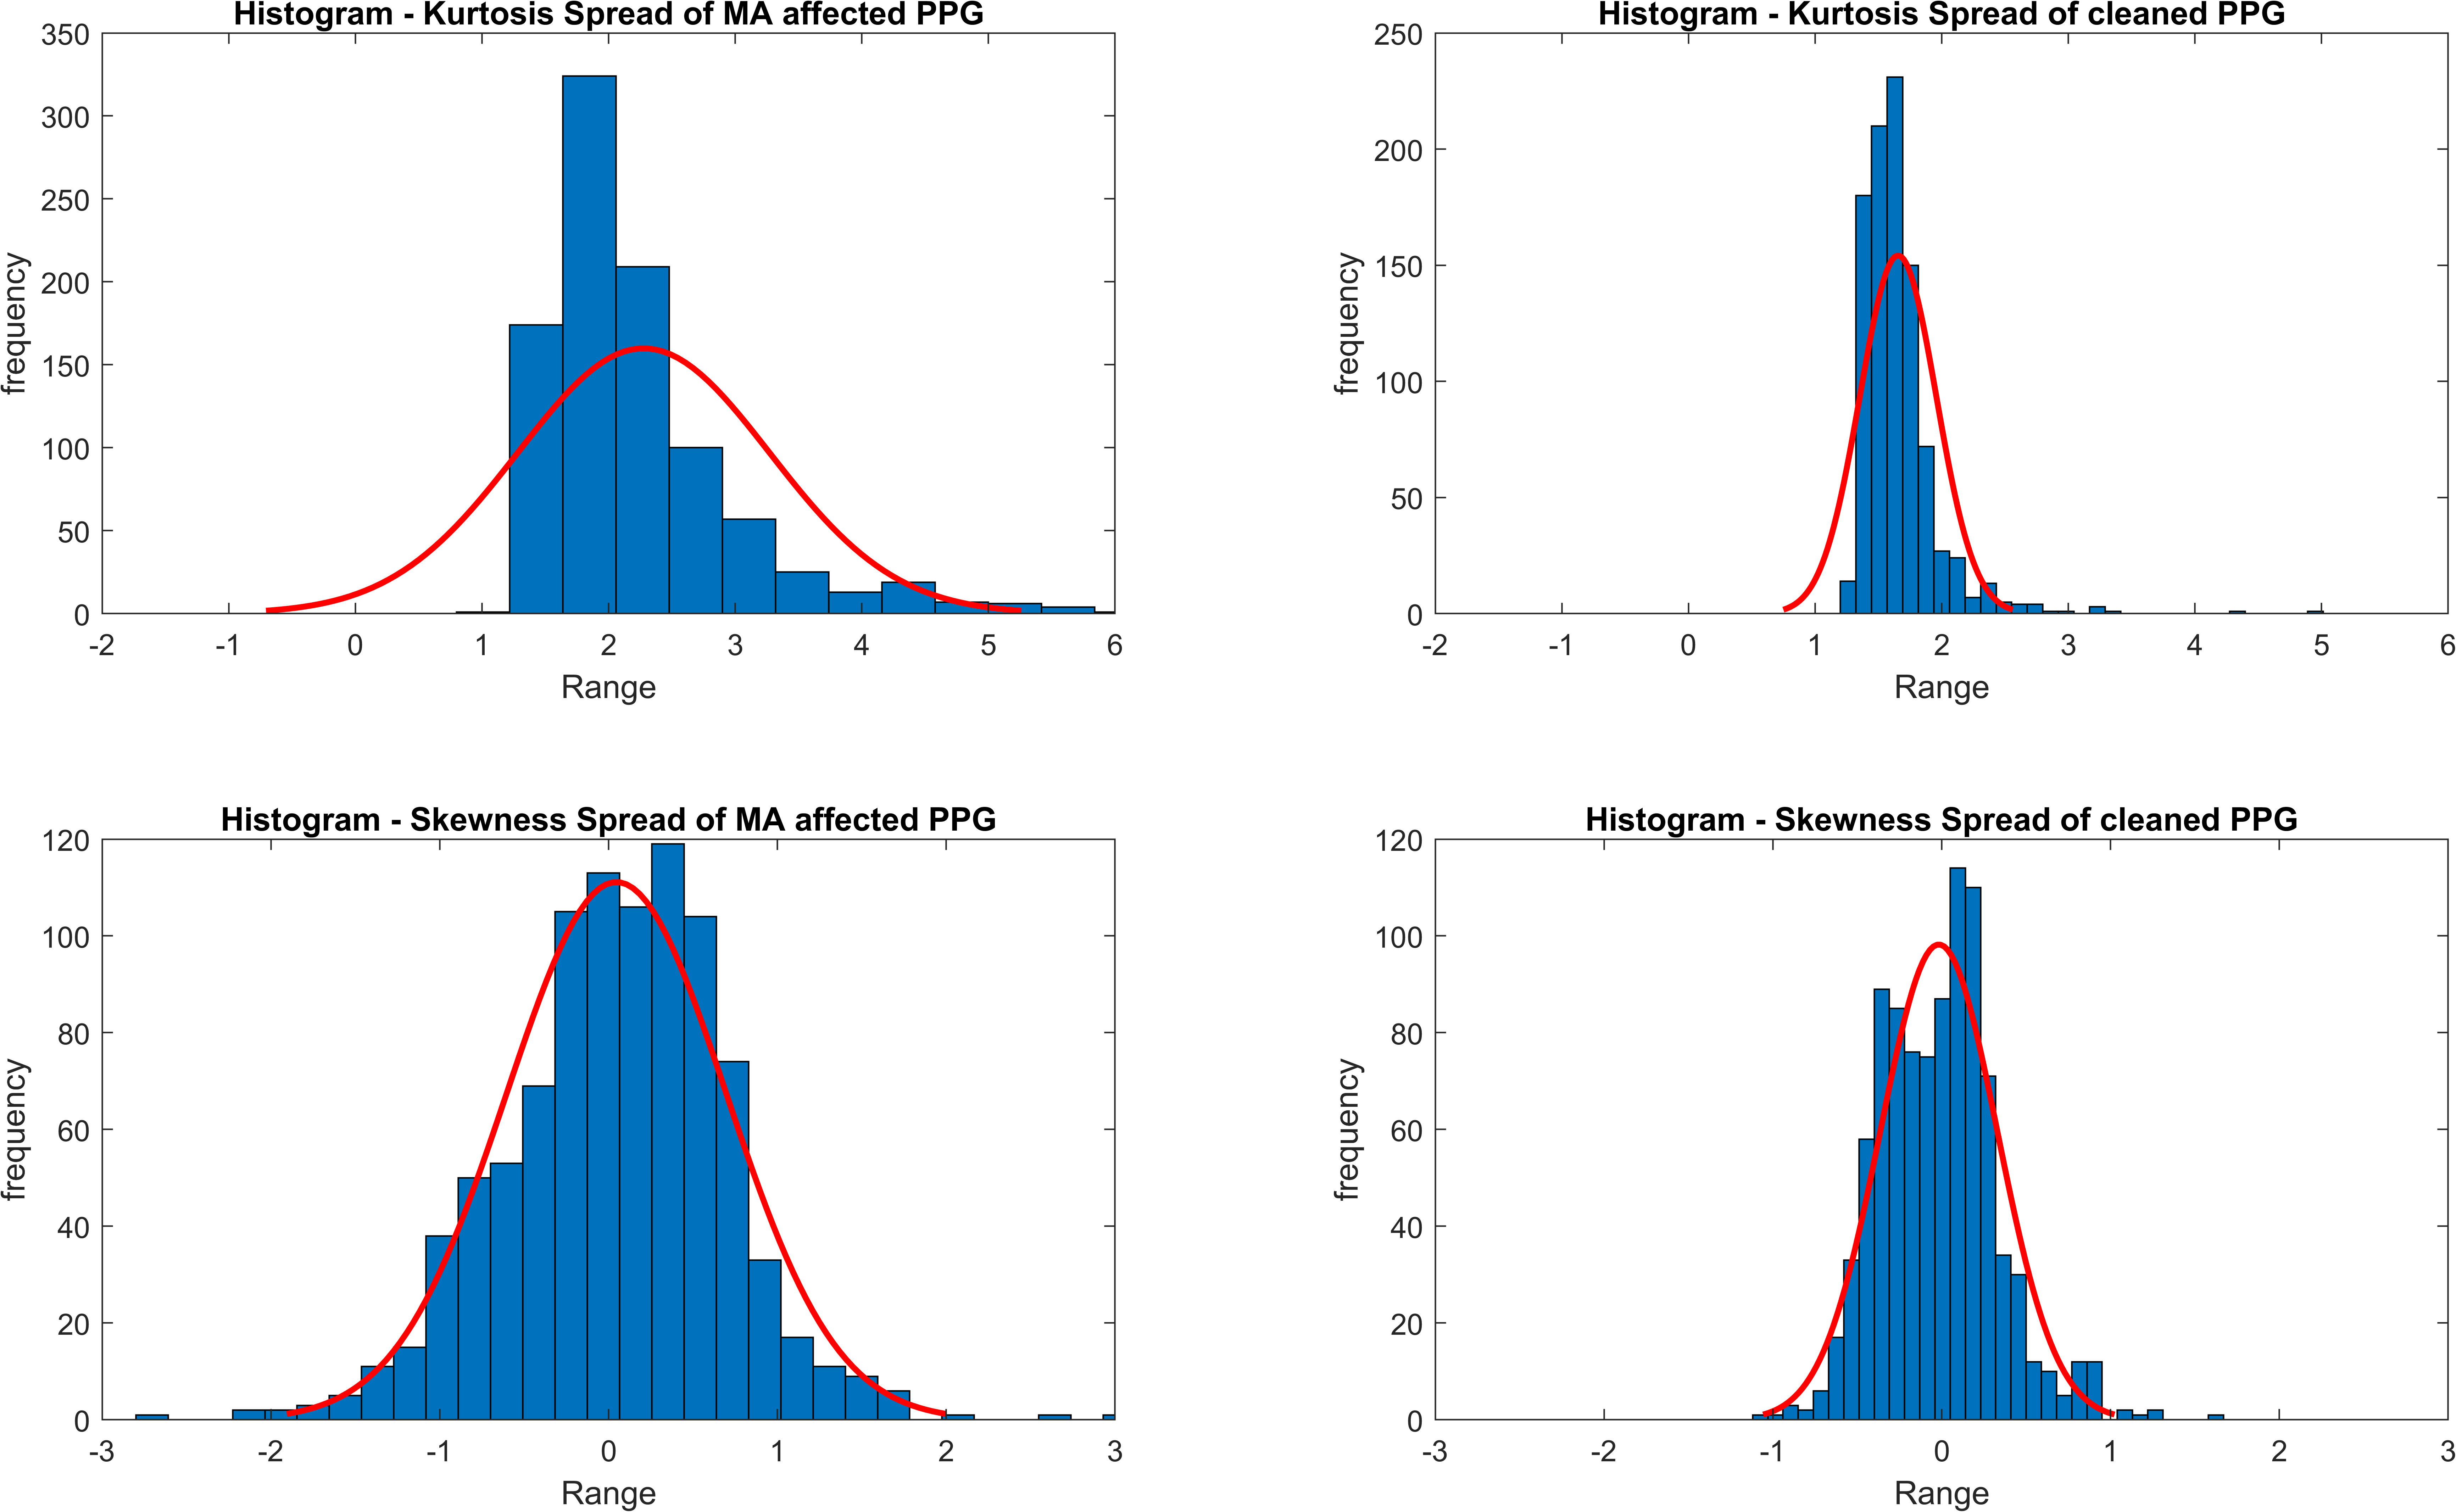 Histogram - Kurtosis Spread of MA affected PPG
350
300
250
200
150
100
50
0
frequency
-2 -1 0 1 2 3 4 5 6
Range
Histogram - Kurtosis Spread of cleaned PPG
250
200
150
100
50
0
frequency
-2 -1 0 1 2 3 4 5 6
Range
Histogram - Skewness Spread of MA affected PPG
120
100
80
60
40
20
0
frequency
-3 -2 -1 0 1 2 3
Range
Histogram - Skewness Spread of cleaned PPG
120
100
80
60
40
20
0
frequency
-3 -2 -1 0 1 2 3
Range